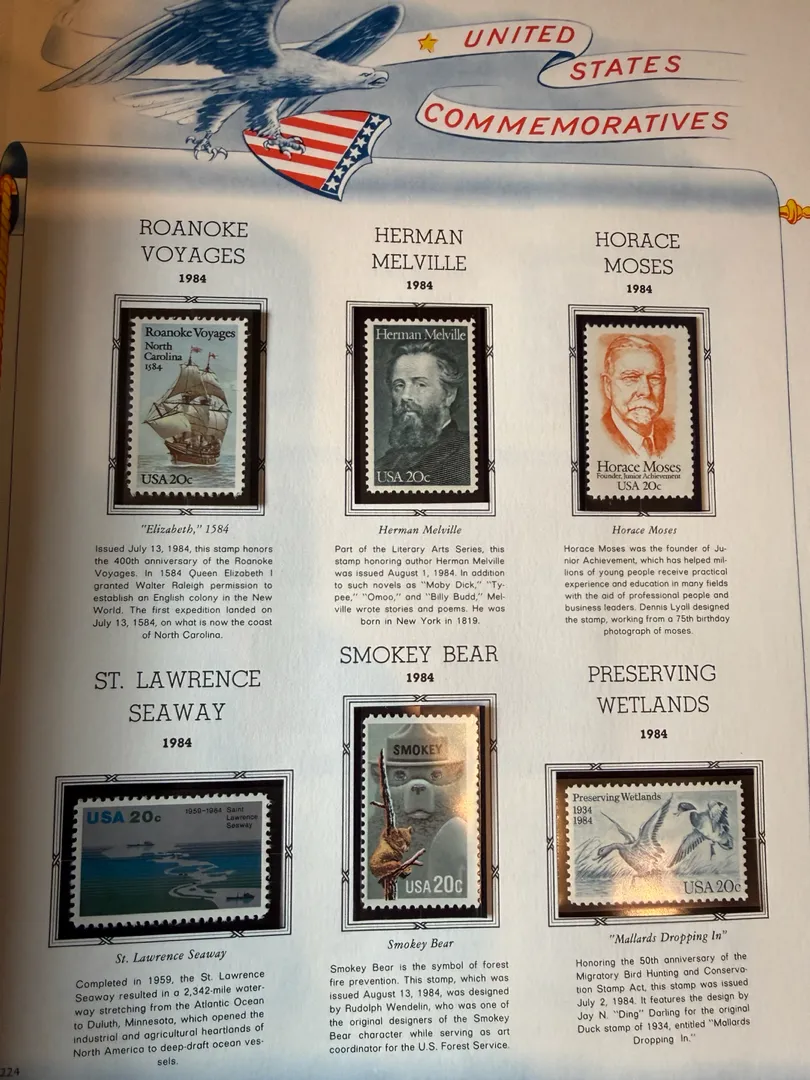 UNITED
STATES
COMMEMORATIVES
ROANOKE
VOYAGES
1984
Roanoke Voyages
North
Carolina
1584
USA 20c
"Elizabeth," 1584
Issued July 13, 1984, this stamp honors
the 400th anniversary of the Roanoke
Voyages. In 1584 Queen Elizabeth I
granted Walter Raleigh permission to
establish an English colony in the New
World. The first expedition landed on
July 13, 1584, on what is now the coast
of North Carolina.
HERMAN
MELVILLE
1984
Herman Melville
USA 20c
Herman Melville
Part of the Literary Arts Series, this
stamp honoring author Herman Melville
was issued August 1, 1984. In addition
to such novels as "Moby Dick," "Ty-
pee," "Omoo," and "Billy Budd," Mel-
ville wrote stories and poems. He was
born in New York in 1819.
HORACE
MOSES
1984
Horace Moses
Founder, Junior Achievement
USA 20c
Horace Moses
Horace Moses was the founder of Ju-
nior Achievement, which has helped mil-
lions of young people receive practical
experience and education in many fields
with the aid of professional people and
business leaders. Dennis Lyall designed
the stamp, working from a 75th birthday
photograph of moses.
ST. LAWRENCE
SEAWAY
1984
USA 20c
1959-1984 Saint
Lawrence
Seaway
St. Lawrence Seaway
Completed in 1959, the St. Lawrence
Seaway resulted in a 2,342-mile water-
way stretching from the Atlantic Ocean
to Duluth, Minnesota, which opened the
industrial and agricultural heartlands of
North America to deep-draft ocean ves-
sels.
SMOKEY BEAR
1984
SMOKEY
USA 20c
Smokey Bear
Smokey Bear is the symbol of forest
fire prevention. This stamp, which was
issued August 13, 1984, was designed
by Rudolph Wendelin, who was one of
the original designers of the Smokey
Bear character while serving as art
coordinator for the U.S. Forest Service.
PRESERVING
WETLANDS
1984
Preserving Wetlands
1934
1984
USA 20c
"Mallards Dropping In"
Honoring the 50th anniversary of the
Migratory Bird Hunting and Conserva-
tion Stamp Act, this stamp was issued
July 2, 1984. It features the design by
Jay N. "Ding" Darling for the original
Duck stamp of 1934, entitled "Mallards
Dropping In."
224